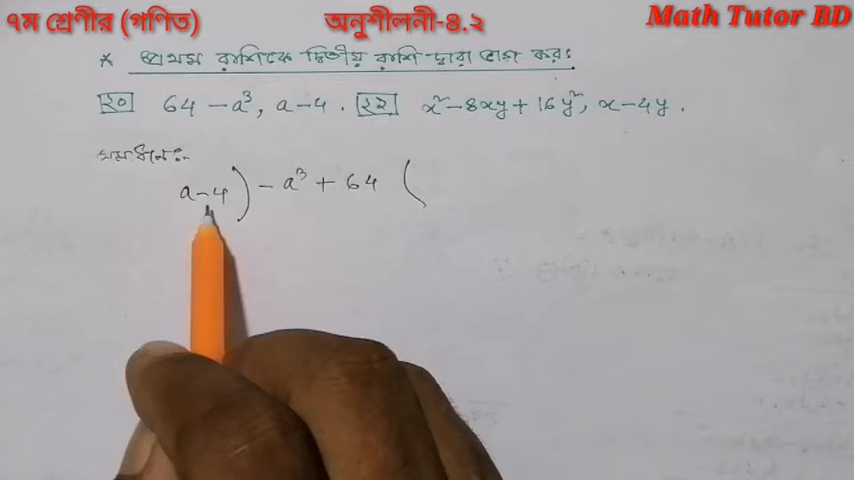 ৭ম শ্রেণীর (গণিত) অনুশীলনী-৪.২ Math Tutor BD
* প্রথম রাশিকে দ্বিতীয় রাশি দ্বারা ভাগ কর:
২০ 64 - a³, a-4. ২২ x²-8xy+16y², x-4y.
সমাধান:-
a-4) - a³ + 64 (